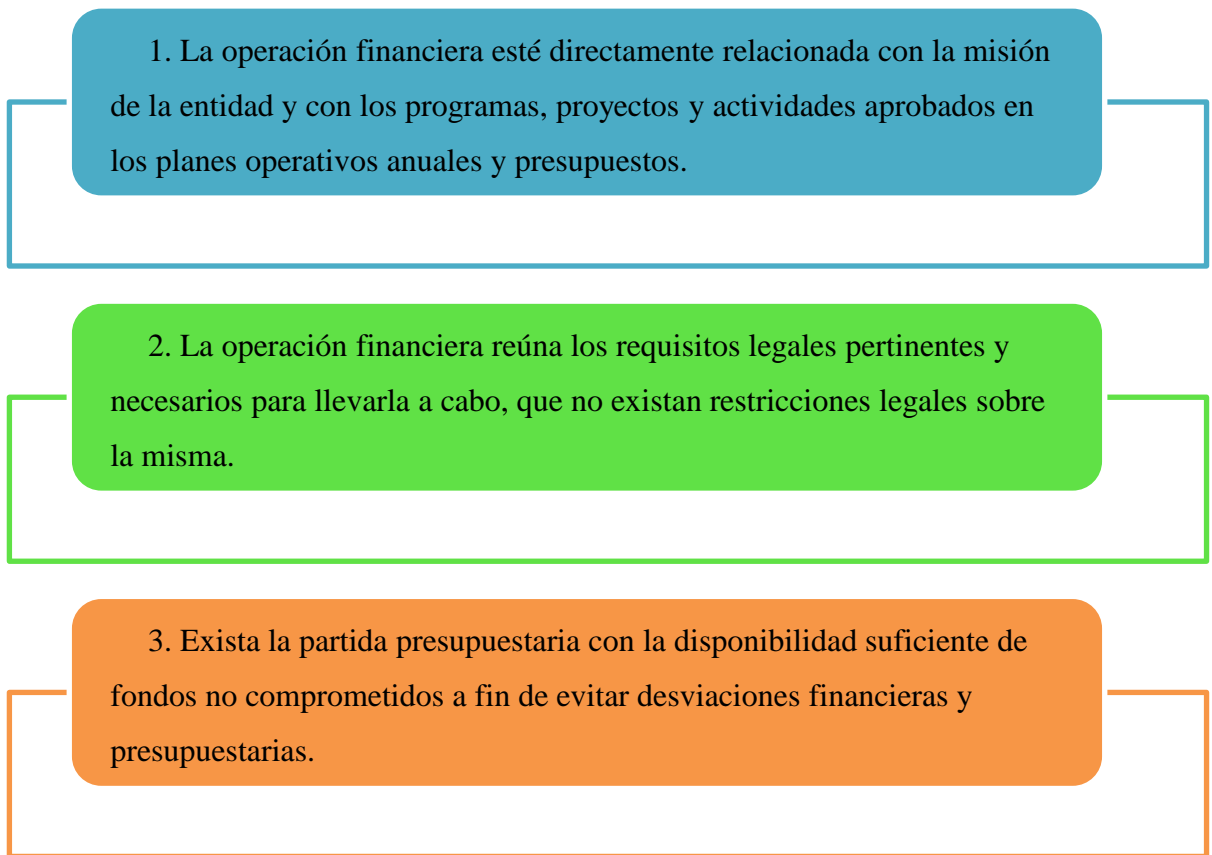 1. La operación financiera esté directamente relacionada con la misión
de la entidad y con los programas, proyectos y actividades aprobados en
los planes operativos anuales y presupuestos.
2. La operación financiera reúna los requisitos legales pertinentes y
necesarios para llevarla a cabo, que no existan restricciones legales sobre
la misma.
3. Exista la partida presupuestaria con la disponibilidad suficiente de
fondos no comprometidos a fin de evitar desviaciones financieras y
presupuestarias.